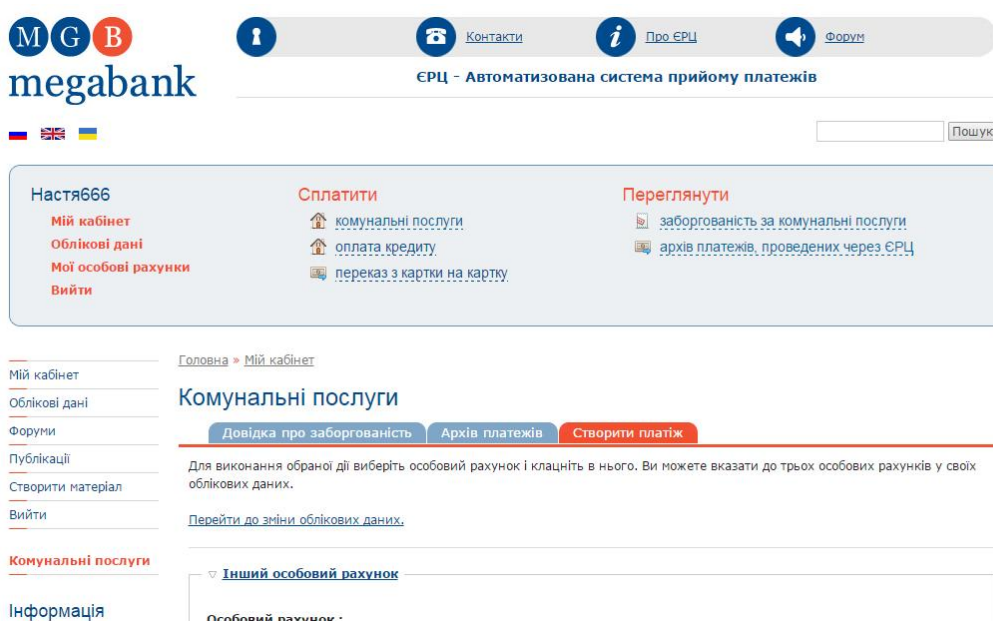 MGB
megabank
Контакти
Про ЄРЦ
Форум
ЄРЦ - Автоматизована система прийому платежів
Пошук
Настя666
Мій кабінет
Облікові дані
Мої особові рахунки
Вийти
Сплатити
комунальні послуги
оплата кредиту
переказ з картки на картку
Переглянути
заборгованість за комунальні послуги
архів платежів, проведених через ЄРЦ
Мій кабінет
Облікові дані
Форуми
Публікації
Створити матеріал
Вийти
Комунальні послуги
Інформація
Головна » Мій кабінет
Комунальні послуги
Довідка про заборгованість
Архів платежів
Створити платіж
Для виконання обраної дії виберіть особовий рахунок і клацніть в нього. Ви можете вказати до трьох особових рахунків у своїх
облікових даних.
Перейти до зміни облікових даних.
Інший особовий рахунок
Особовий рахунок :